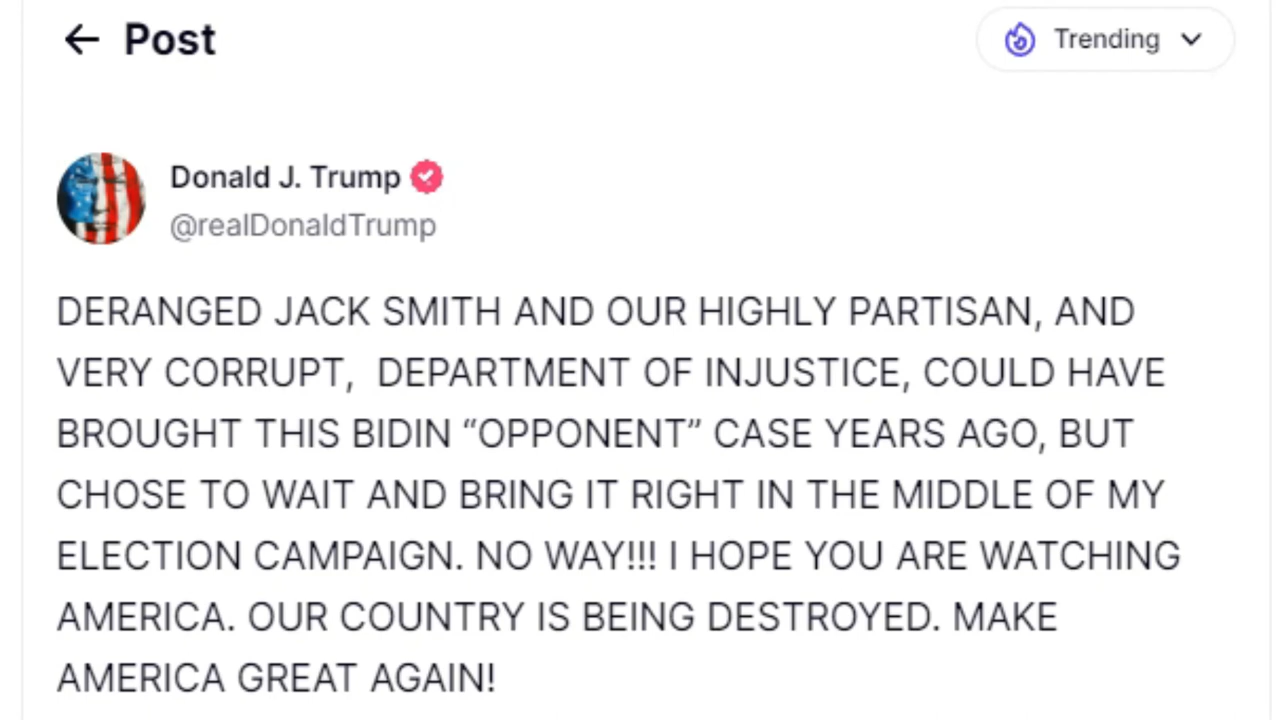 Post
Trending
Donald J. Trump
@realDonaldTrump
DERANGED JACK SMITH AND OUR HIGHLY PARTISAN, AND
VERY CORRUPT,  DEPARTMENT OF INJUSTICE, COULD HAVE
BROUGHT THIS BIDIN “OPPONENT” CASE YEARS AGO, BUT
CHOSE TO WAIT AND BRING IT RIGHT IN THE MIDDLE OF MY
ELECTION CAMPAIGN. NO WAY!!! I HOPE YOU ARE WATCHING
AMERICA. OUR COUNTRY IS BEING DESTROYED. MAKE
AMERICA GREAT AGAIN!